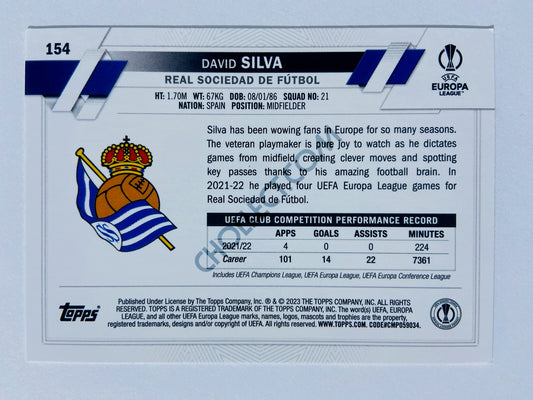 154
DAVID SILVA
REAL SOCIEDAD DE FÚTBOL
HT: 1.70M WT: 67KG DOB: 08/01/86 SQUAD NO: 21
NATION: SPAIN POSITION: MIDFIELDER
UEFA
EUROPA
LEAGUE™
Silva has been wowing fans in Europe for so many seasons.
The veteran playmaker is pure joy to watch as he dictates
games from midfield, creating clever moves and spotting
key passes thanks to his amazing football brain. In
2021-22 he played four UEFA Europa League games for
Real Sociedad de Fútbol.
UEFA CLUB COMPETITION PERFORMANCE RECORD
APPS GOALS ASSISTS MINUTES
2021/22 4 0 0 224
Career 101 14 22 7361
Includes UEFA Champions League, UEFA Europa League, UEFA Europa Conference League
CHOLLECT.COM
Topps
Published Under License by The Topps Company, Inc. ® & © 2023 THE TOPPS COMPANY, INC. ALL RIGHTS
RESERVED. TOPPS IS A REGISTERED TRADEMARK OF THE TOPPS COMPANY, INC. The word(s) UEFA, EUROPA
LEAGUE, and all other UEFA Europa League marks, names, logos, mascots and trophies are the property,
registered trade marks, designs and/or copyright of UEFA. All rights reserved. WWW.TOPPS.COM. CODE#CMP059034.